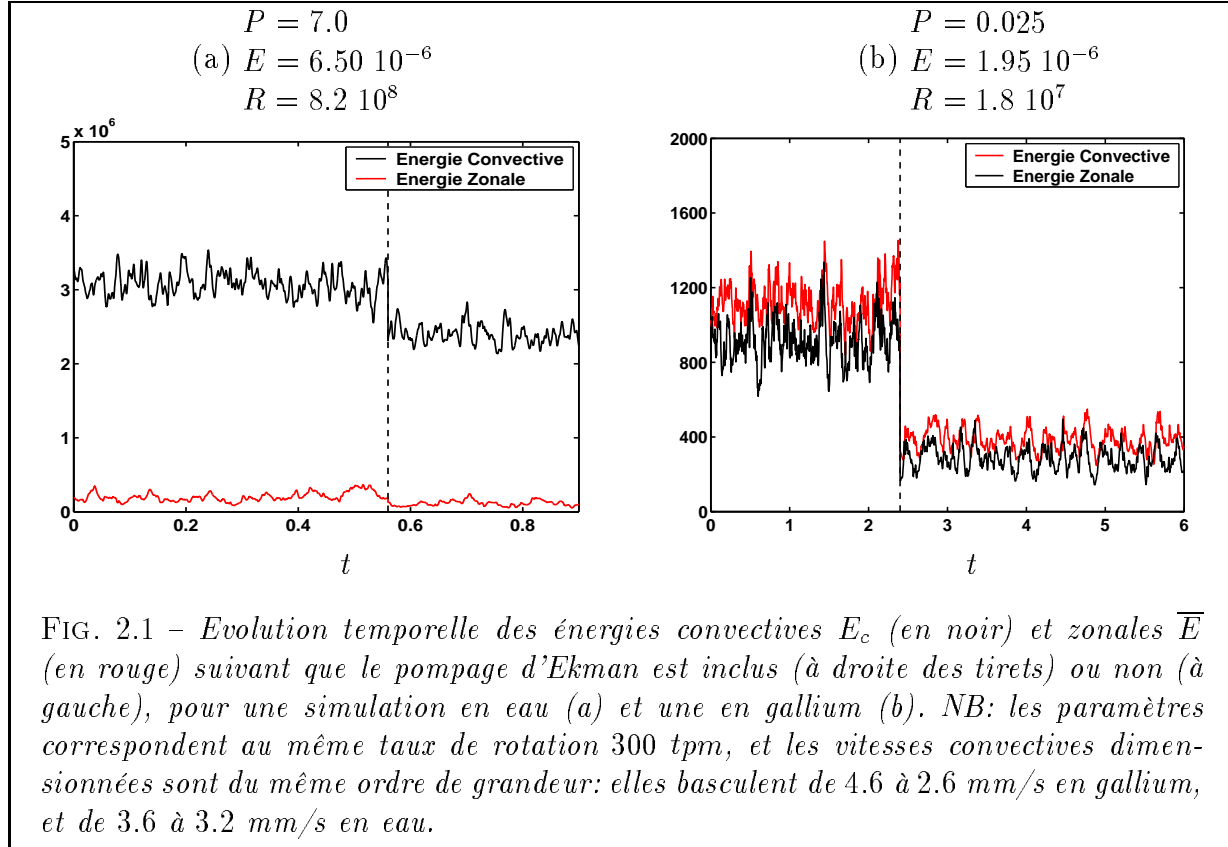 P = 7.0
(a) E = 6.50 10⁻⁶
R = 8.2 10⁸
x 10⁶
5
4
3
2
1
0
Energie Convective
Energie Zonale
0 0.2 0.4 0.6 0.8
t
P = 0.025
(b) E = 1.95 10⁻⁶
R = 1.8 10⁷
2000
1600
1200
800
400
0
Energie Convective
Energie Zonale
0 1 2 3 4 5 6
t
FIG. 2.1 – Evolution temporelle des énergies convectives E_c (en noir) et zonales E̅
(en rouge) suivant que le pompage d'Ekman est inclus (à droite des tirets) ou non (à
gauche), pour une simulation en eau (a) et une en gallium (b). NB: les paramètres
correspondent au même taux de rotation 300 tpm, et les vitesses convectives dimen-
sionnées sont du même ordre de grandeur: elles basculent de 4.6 à 2.6 mm/s en gallium,
et de 3.6 à 3.2 mm/s en eau.